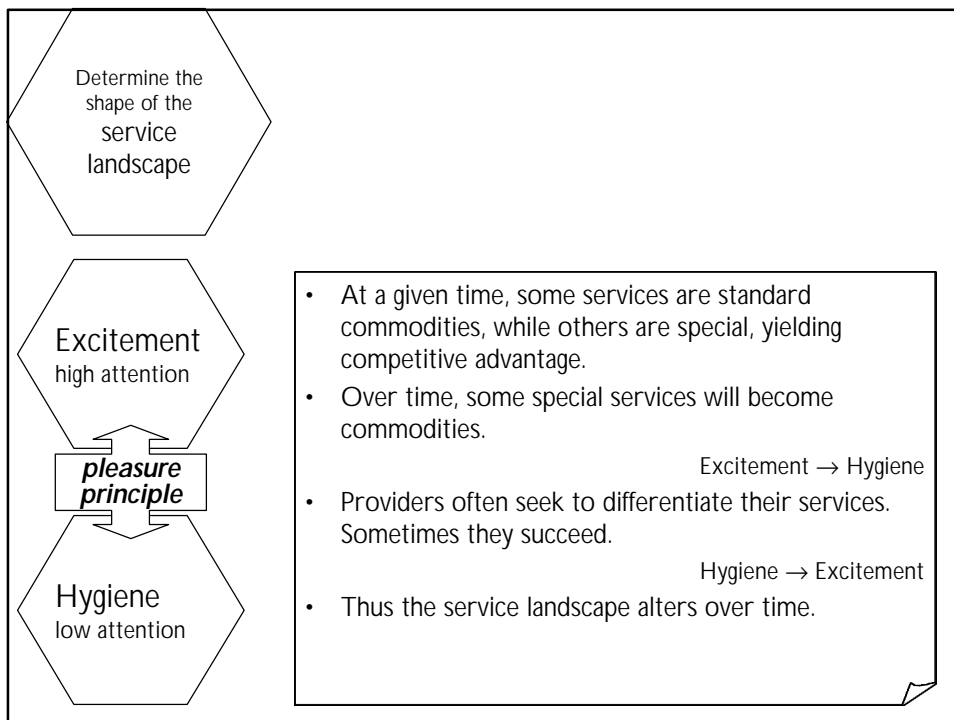 Determine the
shape of the
service
landscape
Excitement
high attention
pleasure
principle
Hygiene
low attention
• At a given time, some services are standard
commodities, while others are special, yielding
competitive advantage.
• Over time, some special services will become
commodities.
Excitement → Hygiene
• Providers often seek to differentiate their services.
Sometimes they succeed.
Hygiene → Excitement
• Thus the service landscape alters over time.